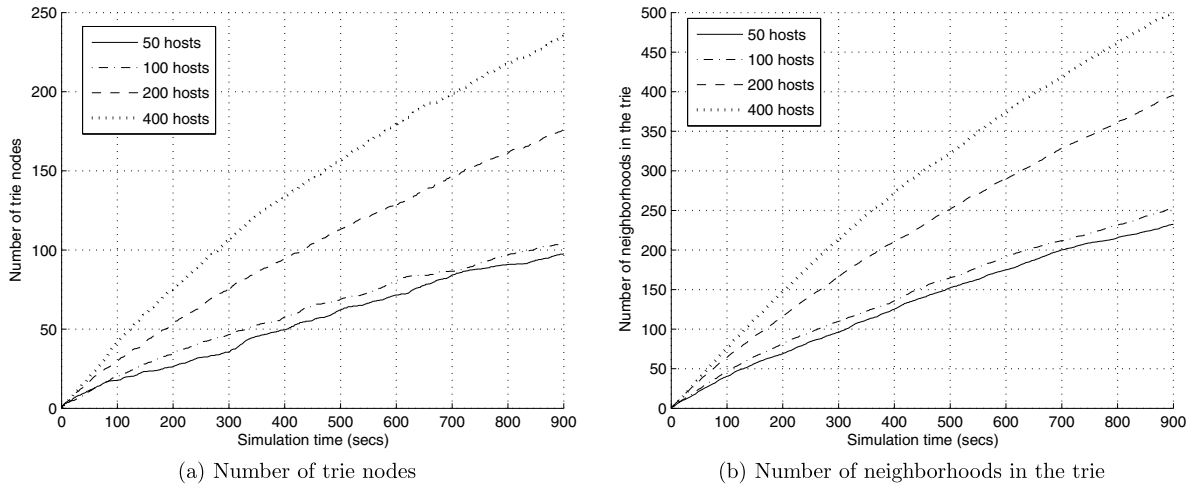 250
200
150
100
50
0
Number of trie nodes
50 hosts
100 hosts
200 hosts
400 hosts
0 100 200 300 400 500 600 700 800 900
Simulation time (secs)
(a) Number of trie nodes
500
450
400
350
300
250
200
150
100
50
0
Number of neighborhoods in the trie
50 hosts
100 hosts
200 hosts
400 hosts
0 100 200 300 400 500 600 700 800 900
Simulation time (secs)
(b) Number of neighborhoods in the trie